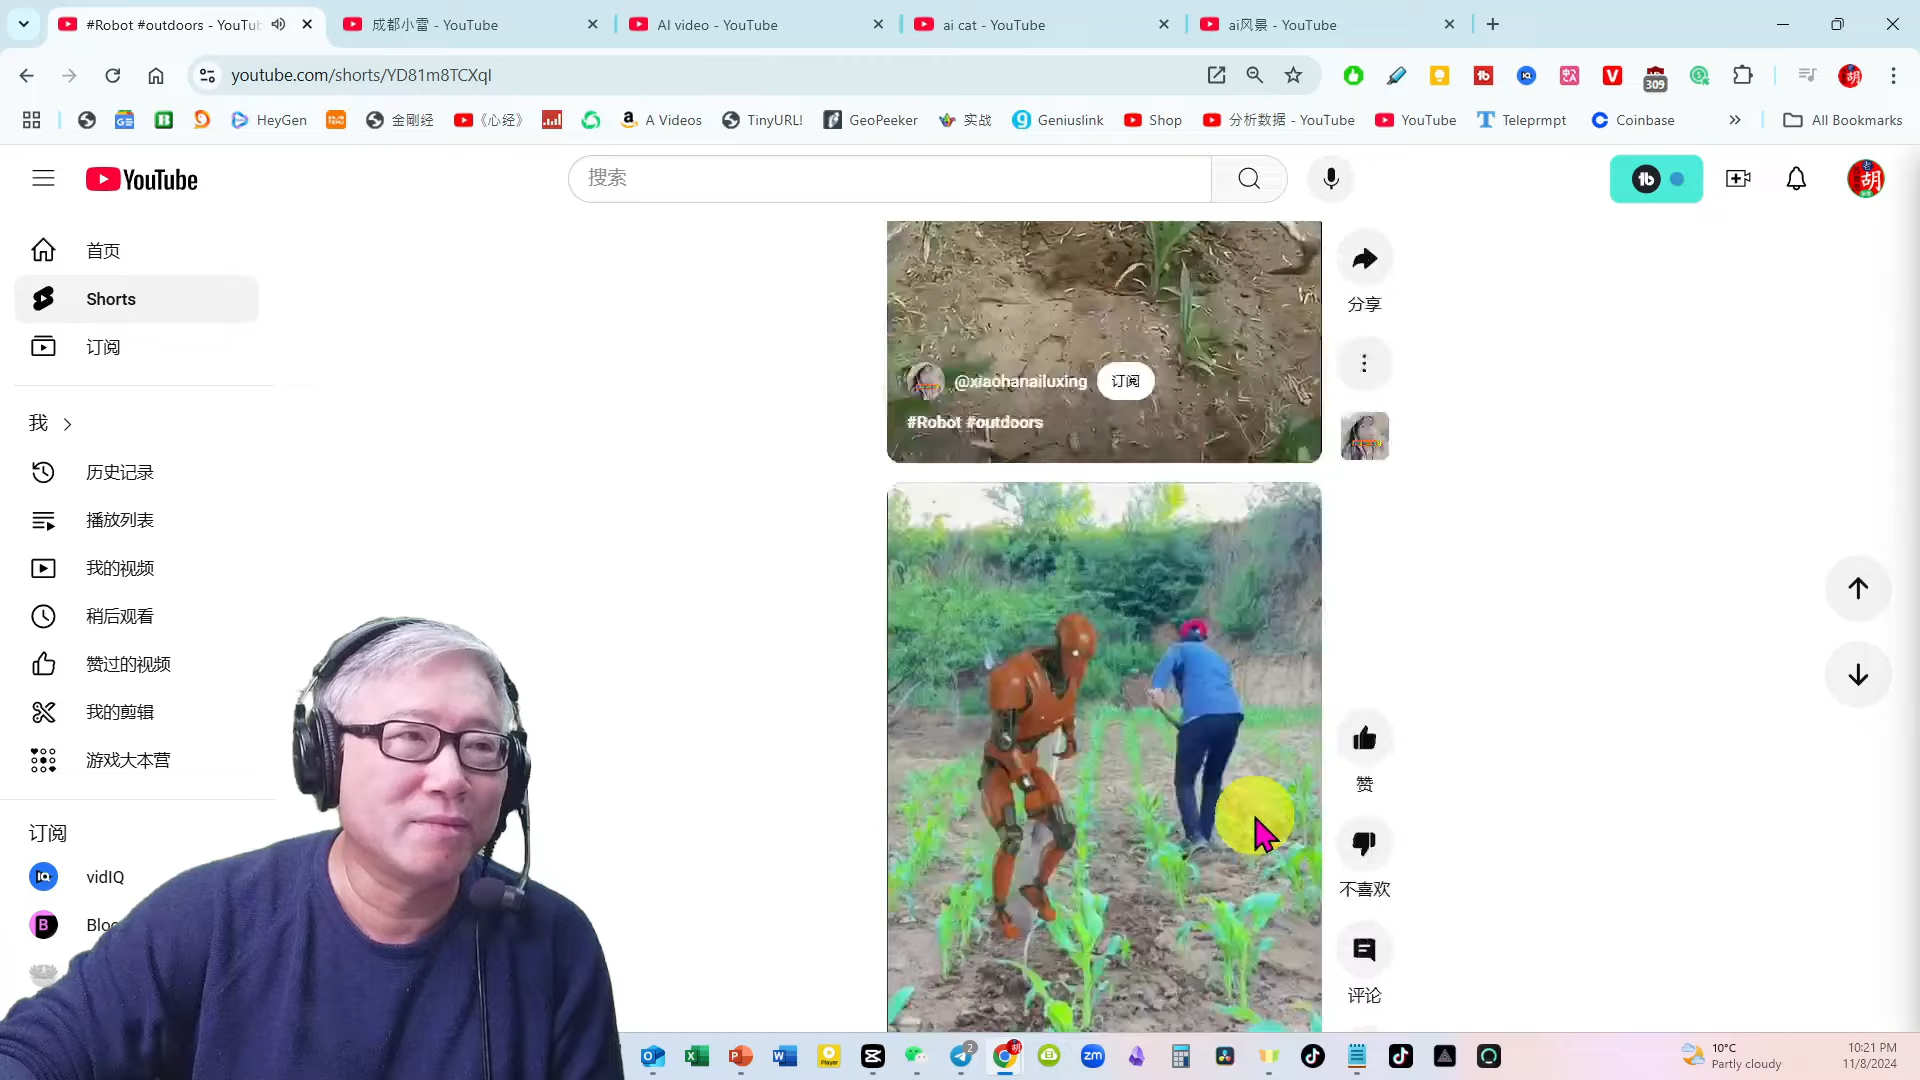 #Robot #outdoors - YouTub
成都小雷 - YouTube
AI video - YouTube
ai cat - YouTube
ai风景 - YouTube
youtube.com/shorts/YD81m8TCXqI
309
HeyGen
金剛经
《心经》
A Videos
TinyURL!
GeoPeeker
实战
Geniuslink
Shop
分析数据 - YouTube
YouTube
Teleprmpt
Coinbase
All Bookmarks
YouTube
搜索
首页
Shorts
订阅
我
历史记录
播放列表
我的视频
稍后观看
赞过的视频
我的剪辑
游戏大本营
订阅
vidIQ
Bloc
@xiaohanailuxing
订阅
#Robot #outdoors
分享
赞
不喜欢
评论
10°C
Partly cloudy
10:21 PM
11/8/2024